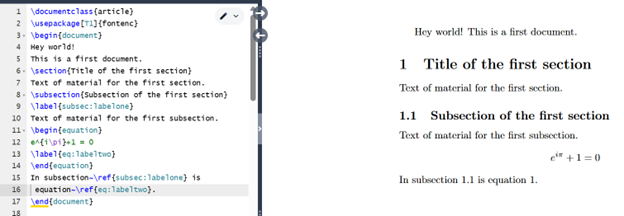 1 \documentclass{article}
2 \usepackage[T1]{fontenc}
3 \begin{document}
4 Hey world!
5 This is a first document.
6 \section{Title of the first section}
7 Text of material for the first section.
8 \subsection{Subsection of the first section}
9 \label{subsec:labelone}
10 Text of material for the first subsection.
11 \begin{equation}
12 e^{i\pi}+1 = 0
13 \label{eq:labeltwo}
14 \end{equation}
15 In subsection~\ref{subsec:labelone} is
16 equation~\ref{eq:labeltwo}.
17 \end{document}
18
Hey world! This is a first document.
1 Title of the first section
Text of material for the first section.
1.1 Subsection of the first section
Text of material for the first subsection.
e^{iπ} + 1 = 0
In subsection 1.1 is equation 1.